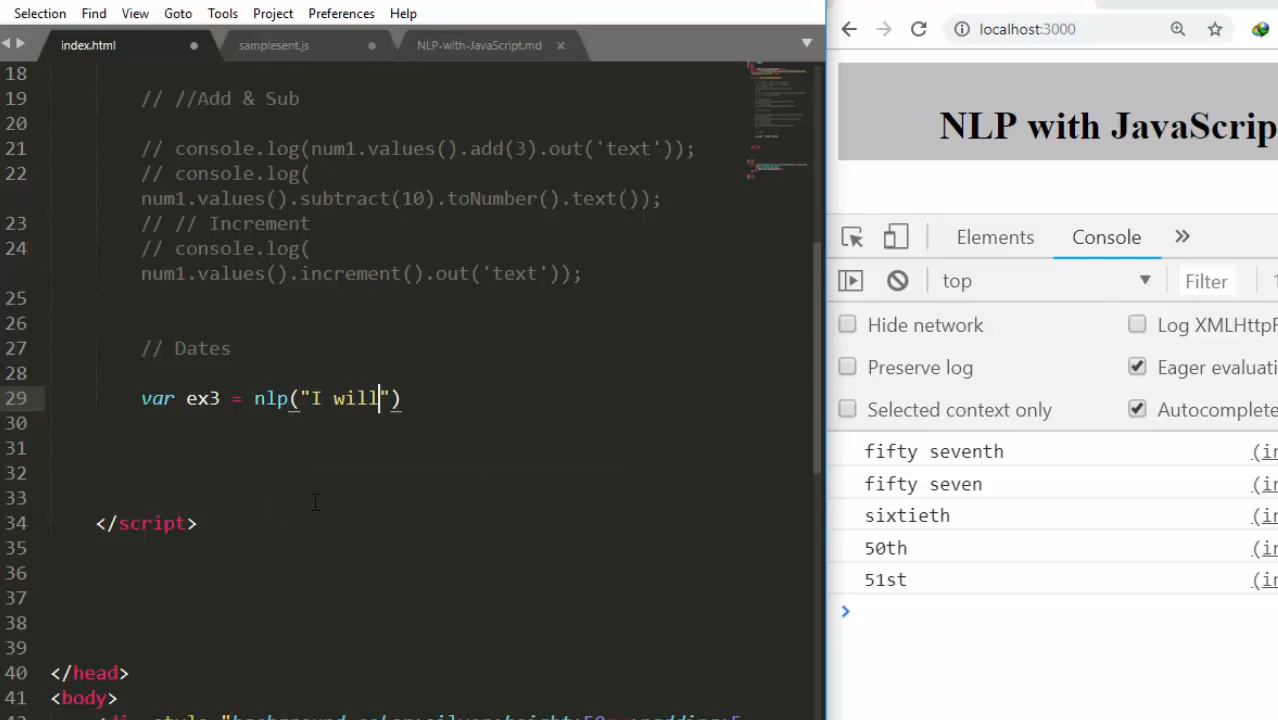 Selection Find View Goto Tools Project Preferences Help
index.html samplesent.js NLP-with-JavaScript.md
18
19 // //Add & Sub
20
21 // console.log(num1.values().add(3).out('text'));
22 // console.log(
num1.values().subtract(10).toNumber().text());
23 // // Increment
24 // console.log(
num1.values().increment().out('text'));
25
26
27 // Dates
28
29 var ex3 = nlp("I will")
30
31
32
33
34 </script>
35
36
37
38
39
40 </head>
41 <body>
localhost:3000
NLP with JavaScrip
Elements Console
top Filter
Hide network Log XMLHttpR
Preserve log Eager evaluati
Selected context only Autocomplete
fifty seventh (in
fifty seven (in
sixtieth (in
50th (in
51st (in